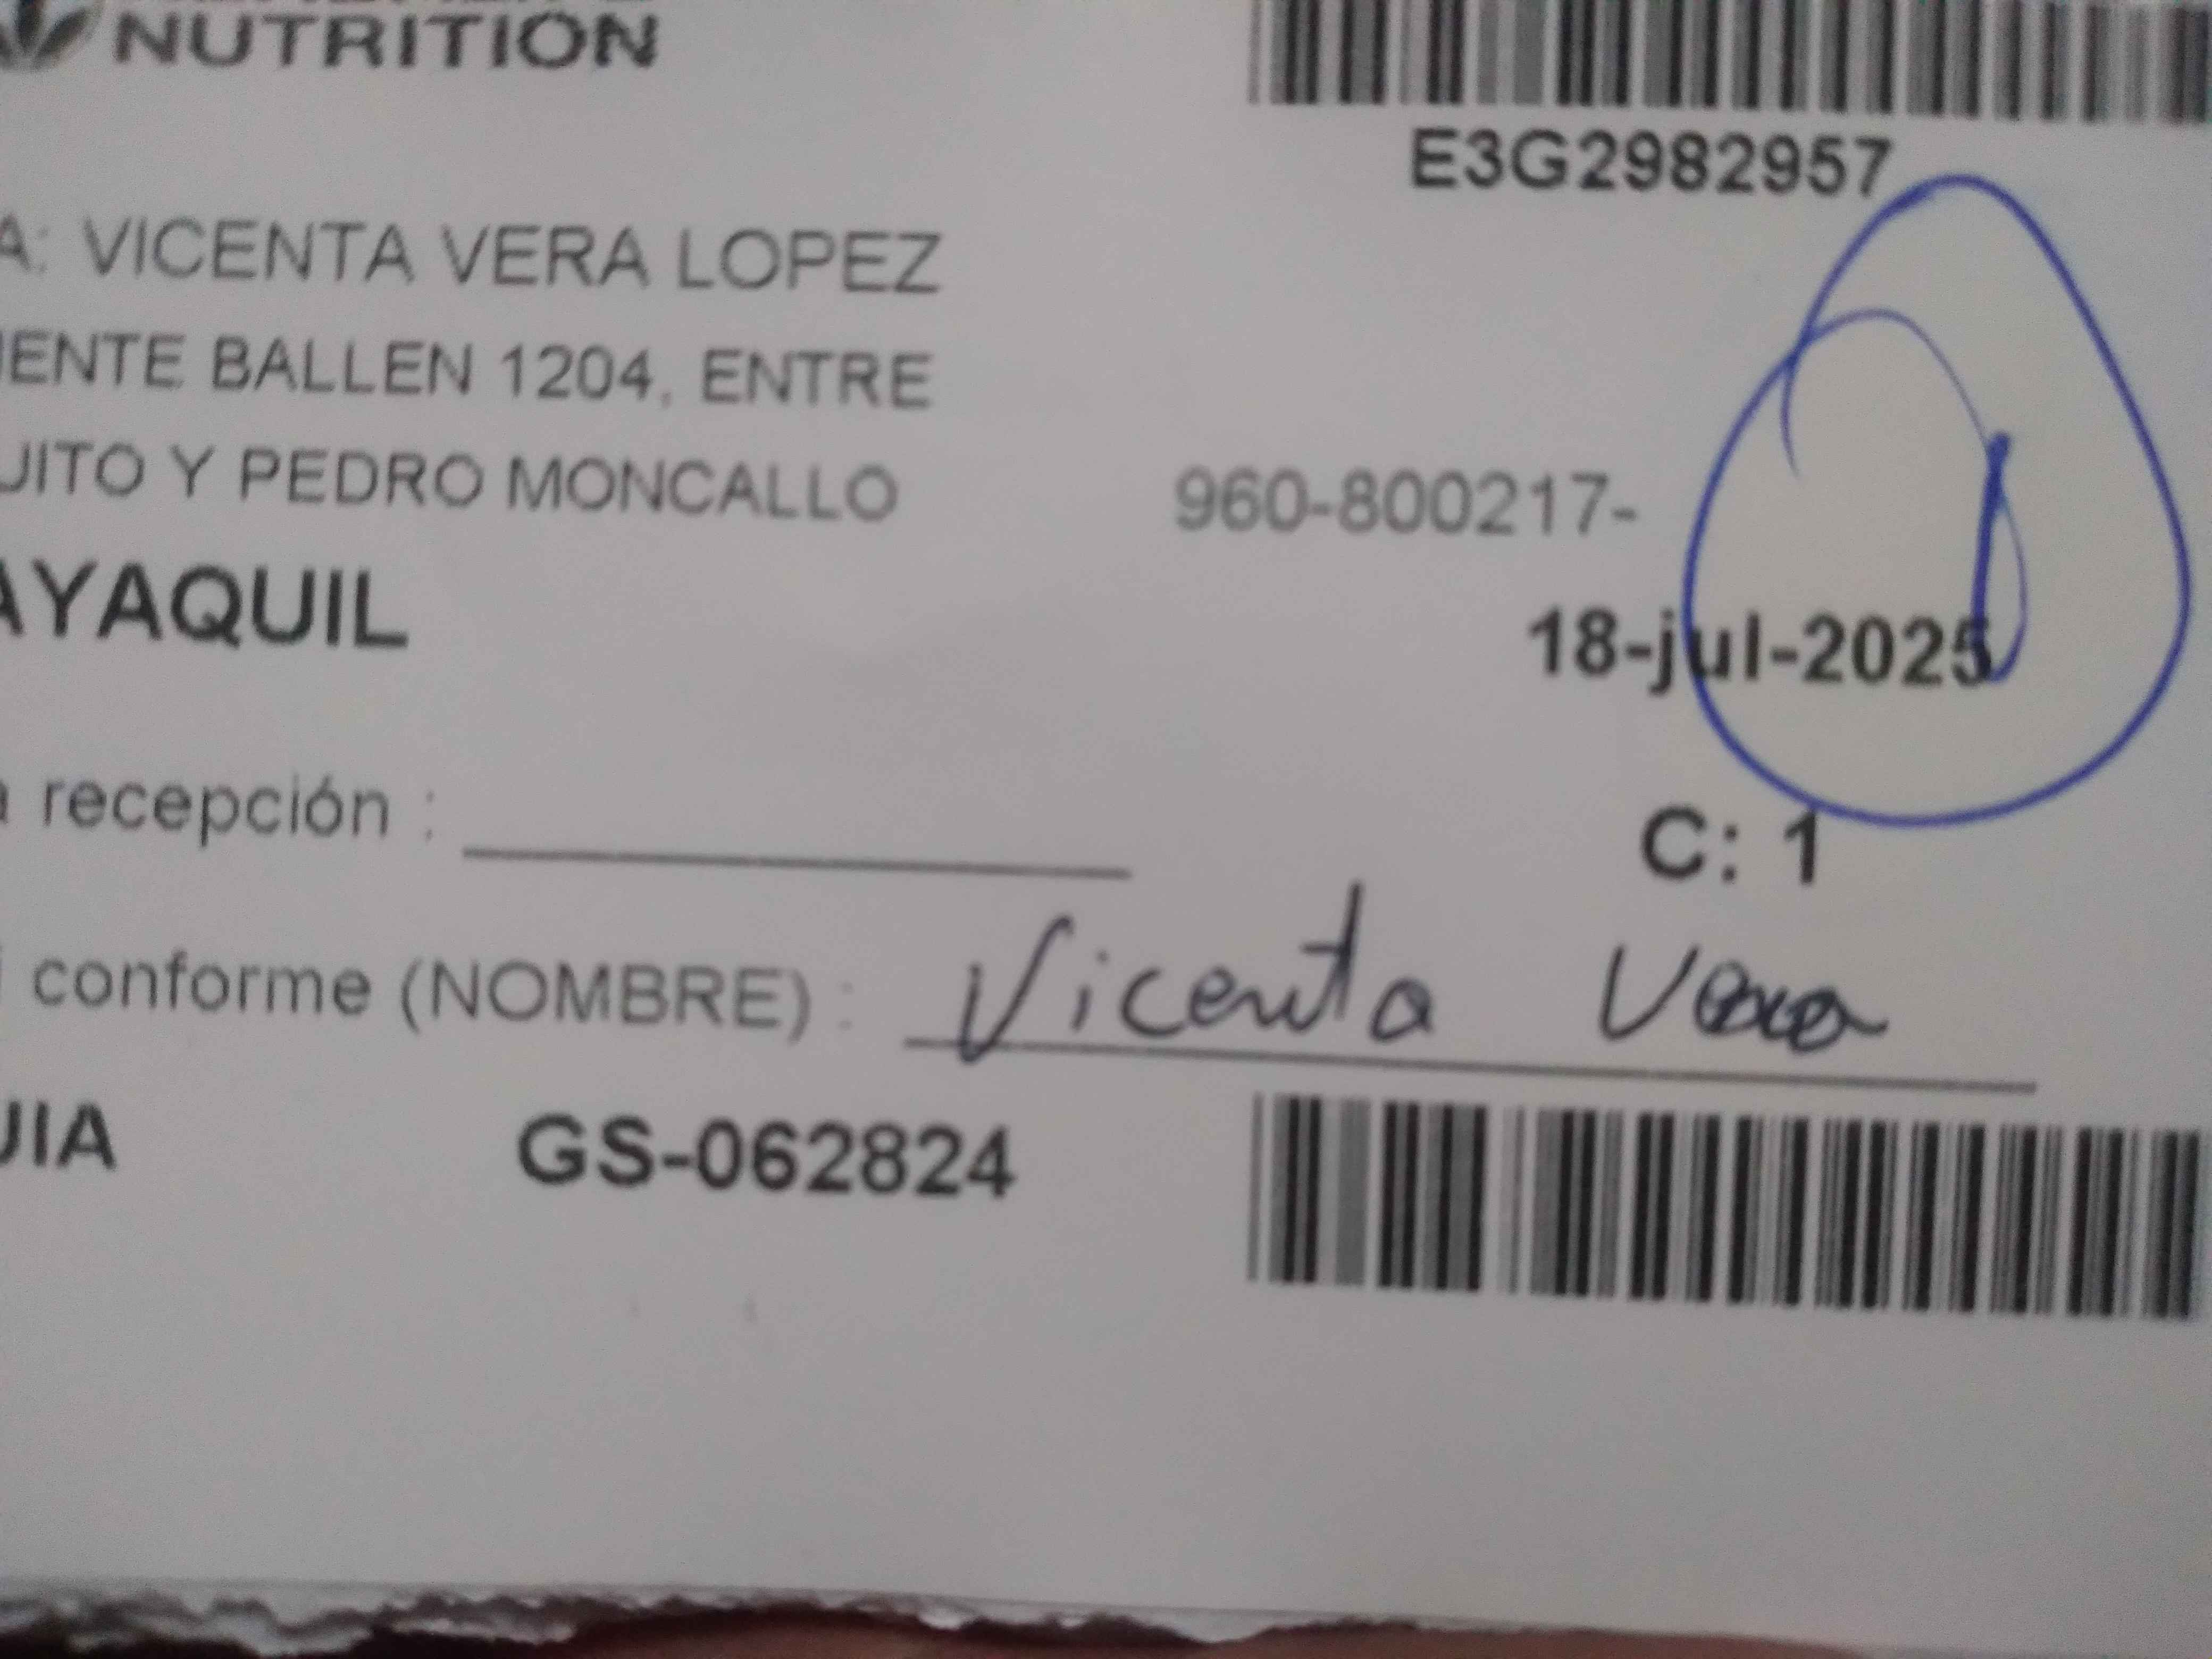 NUTRITION
E3G2982957
A: VICENTA VERA LOPEZ
IENTE BALLEN 1204, ENTRE
JITO Y PEDRO MONCALLO
960-800217-
AYAQUIL
18-jul-2025
a recepción :
C: 1
i conforme (NOMBRE) : Vicenta Vera
JIA
GS-062824